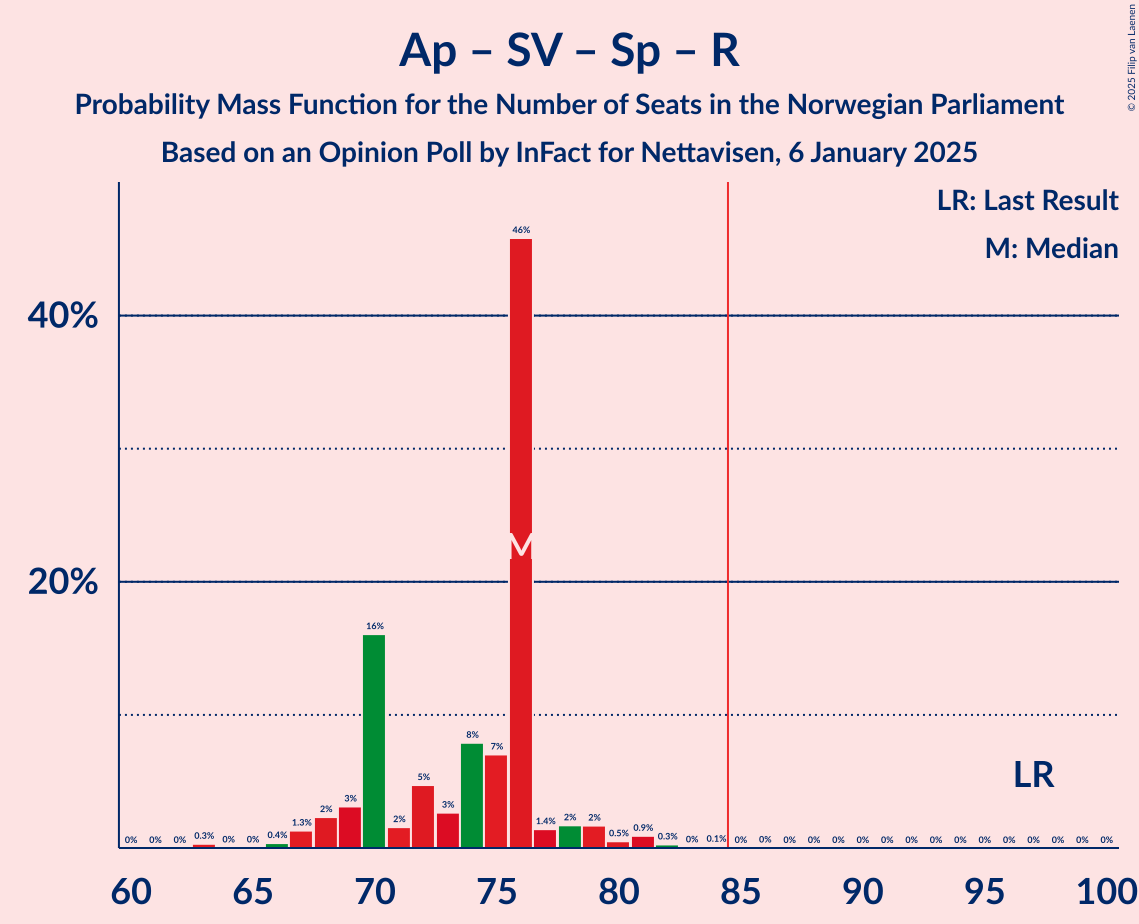 Ap – SV – Sp – R
Probability Mass Function for the Number of Seats in the Norwegian Parliament
Based on an Opinion Poll by InFact for Nettavisen, 6 January 2025
© 2025 Filip van Laenen
LR: Last Result
M: Median
40%
20%
0% 0% 0% 0.3% 0% 0% 0.4% 1.3% 2% 3% 16% 2% 5% 3% 8% 7% 46% 1.4% 2% 2% 0.5% 0.9% 0.3% 0% 0.1% 0% 0% 0% 0% 0% 0% 0% 0% 0% 0% 0% 0% 0% 0% 0% 0%
M
LR
60 65 70 75 80 85 90 95 100